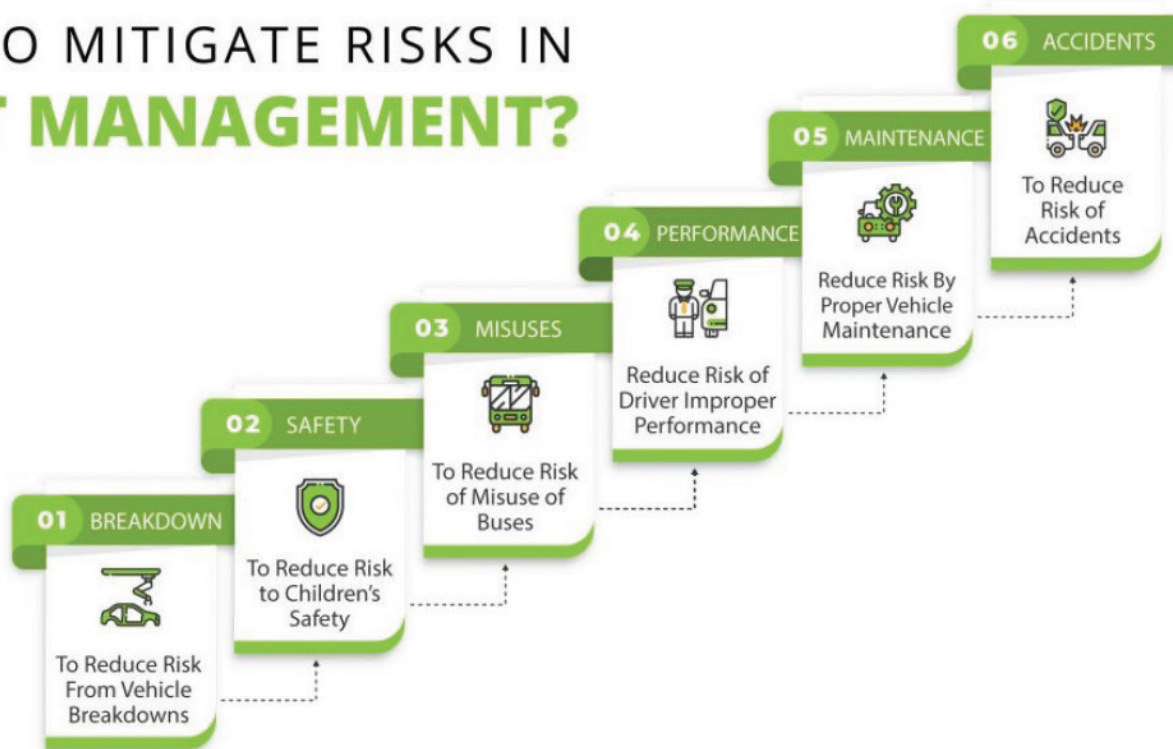 O MITIGATE RISKS IN
T MANAGEMENT?
01 BREAKDOWN
To Reduce Risk
From Vehicle
Breakdowns
02 SAFETY
To Reduce Risk
to Children's
Safety
03 MISUSES
To Reduce Risk
of Misuse of
Buses
04 PERFORMANCE
Reduce Risk of
Driver Improper
Performance
05 MAINTENANCE
Reduce Risk By
Proper Vehicle
Maintenance
06 ACCIDENTS
To Reduce
Risk of
Accidents